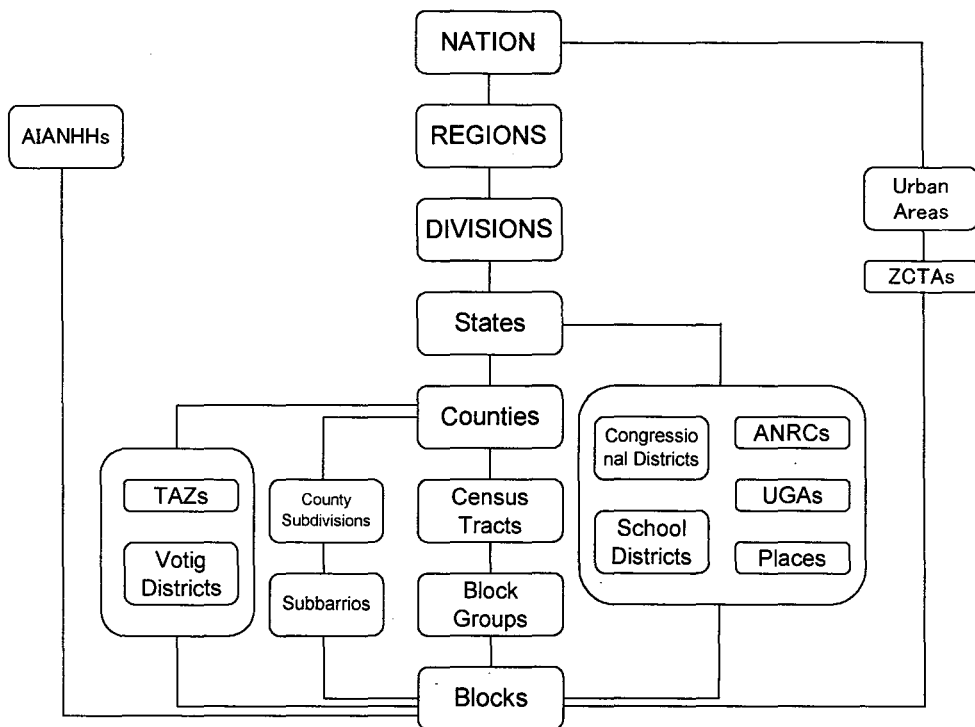 NATION
AIANHHs
REGIONS
Urban
Areas
DIVISIONS
ZCTAs
States
Counties
Congressio
nal Districts
ANRCs
TAZs
County
Subdivisions
Census
Tracts
UGAs
School
Districts
Votig
Districts
Places
Subbarrios
Block
Groups
Blocks